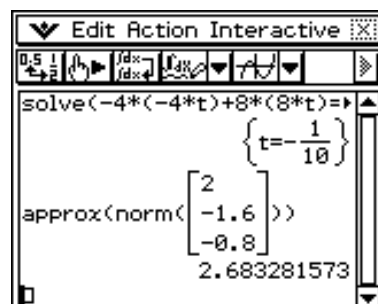 Edit Action Interactive
solve(-4*(-4*t)+8*(8*t)=
{t=-1/10}
approx(norm([2
-1.6
-0.8]))
2.683281573